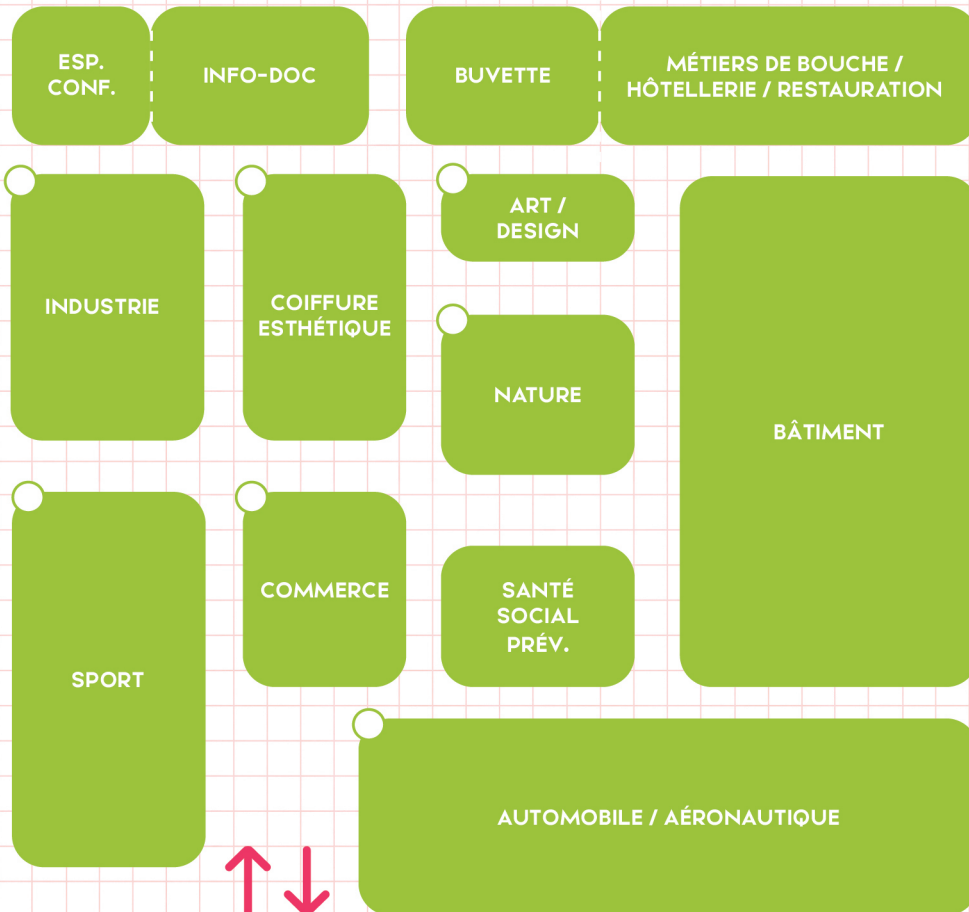 ESP.
CONF.
INFO-DOC
BUVETTE
MÉTIERS DE BOUCHE /
HÔTELLERIE / RESTAURATION
INDUSTRIE
COIFFURE
ESTHÉTIQUE
ART /
DESIGN
NATURE
BÂTIMENT
SPORT
COMMERCE
SANTÉ
SOCIAL
PRÉV.
AUTOMOBILE / AÉRONAUTIQUE